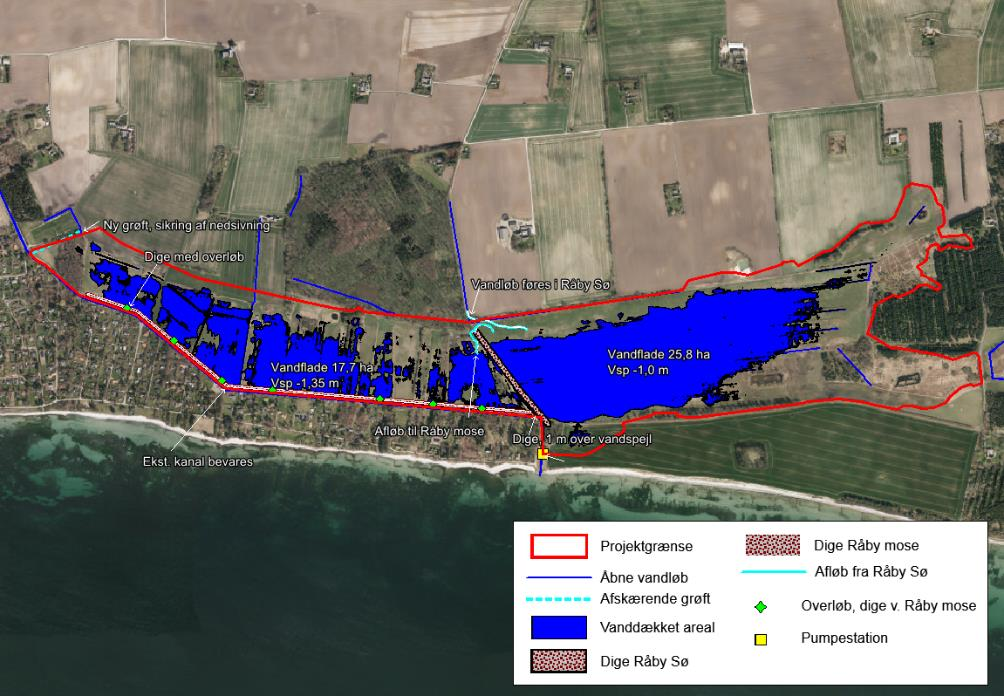 Ny grøft, sikring af nedsivning
Dige med overløb
Vandløb føres i Råby Sø
Vandflade 17,7 ha
Vsp -1,35 m
Vandflade 25,8 ha
Vsp -1,0 m
Afløb til Råby mose
Dige, 1 m over vandspejl
Ekst. kanal bevares
Projektgrænse
Åbne vandløb
Afskærende grøft
Vanddækket areal
Dige Råby Sø
Dige Råby mose
Afløb fra Råby Sø
Overløb, dige v. Råby mose
Pumpestation